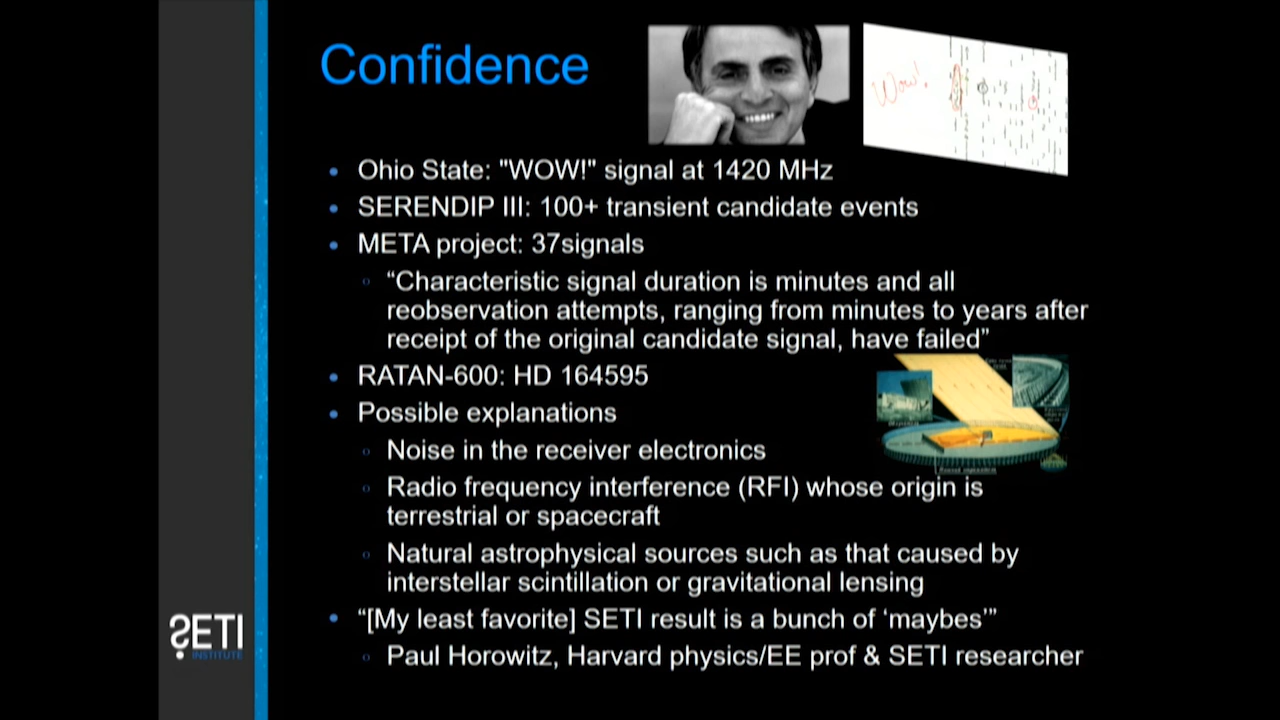 Confidence
Wow!
Ohio State: "WOW!" signal at 1420 MHz
SERENDIP III: 100+ transient candidate events
META project: 37signals
“Characteristic signal duration is minutes and all
reobservation attempts, ranging from minutes to years after
receipt of the original candidate signal, have failed”
RATAN-600: HD 164595
Possible explanations
Noise in the receiver electronics
Radio frequency interference (RFI) whose origin is
terrestrial or spacecraft
Natural astrophysical sources such as that caused by
interstellar scintillation or gravitational lensing
“[My least favorite] SETI result is a bunch of ‘maybes’”
Paul Horowitz, Harvard physics/EE prof & SETI researcher
SETI
INSTITUTE